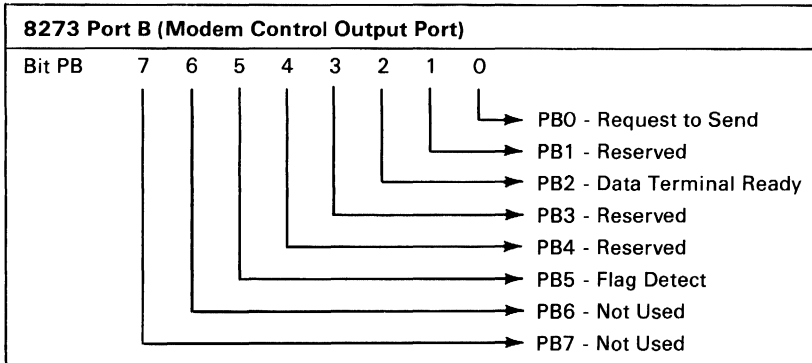 8273 Port B (Modem Control Output Port)
Bit PB 7 6 5 4 3 2 1 0
PB0 - Request to Send
PB1 - Reserved
PB2 - Data Terminal Ready
PB3 - Reserved
PB4 - Reserved
PB5 - Flag Detect
PB6 - Not Used
PB7 - Not Used